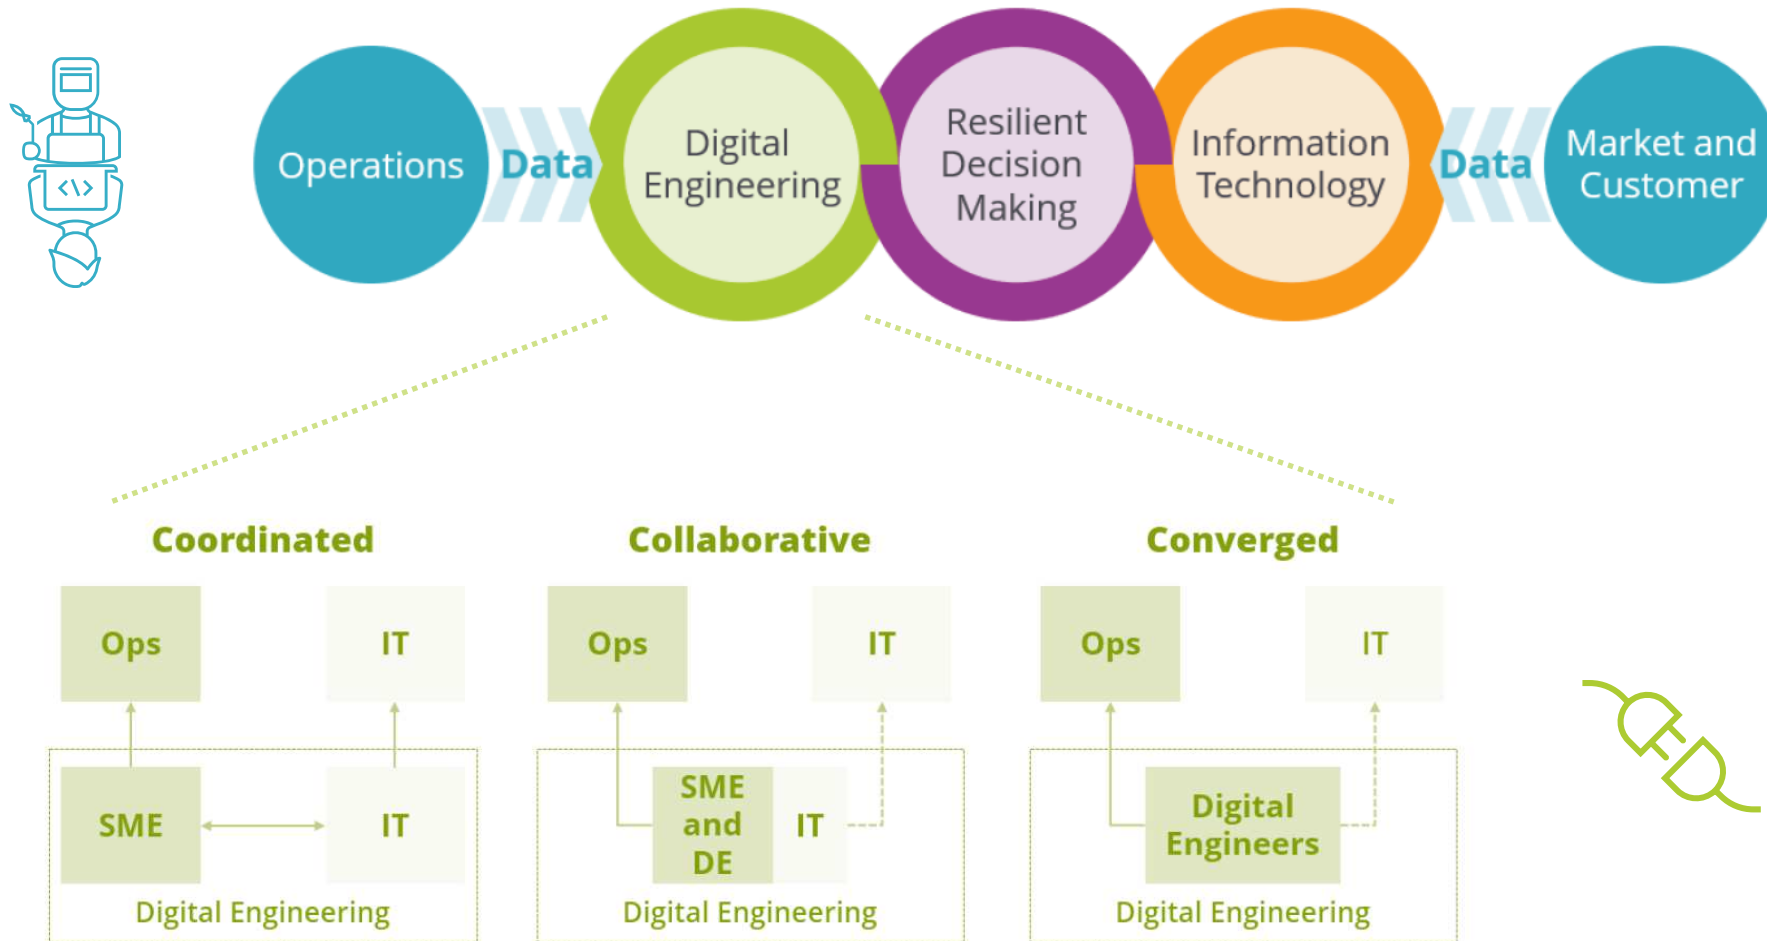 Operations
Data
Digital
Engineering
Resilient
Decision
Making
Information
Technology
Data
Market and
Customer
Coordinated
Ops
IT
SME
IT
Digital Engineering
Collaborative
Ops
IT
SME
and
DE
IT
Digital Engineering
Converged
Ops
IT
Digital
Engineers
Digital Engineering